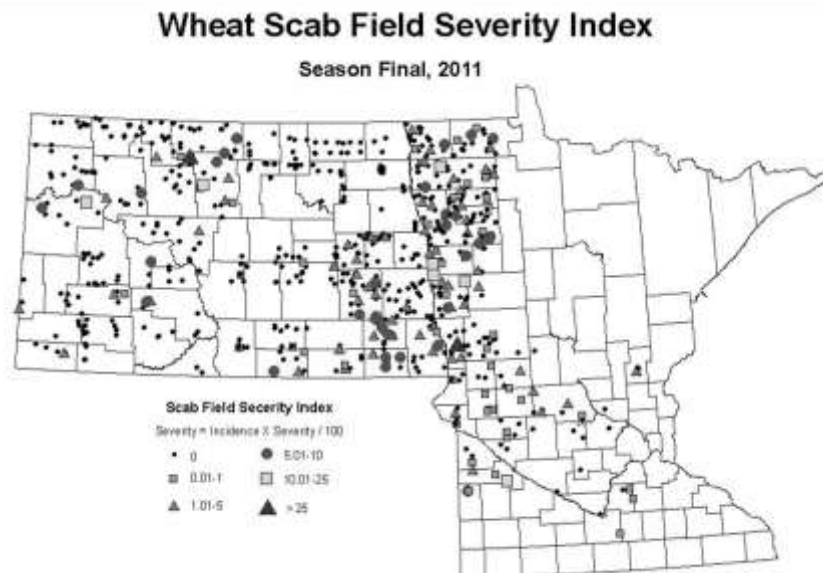 Wheat Scab Field Severity Index
Season Final, 2011
Scab Field Secerity Index
Severity = Incidence X Severity / 100
0
0.01-1
1.01-5
5.01-10
10.01-25
> 25